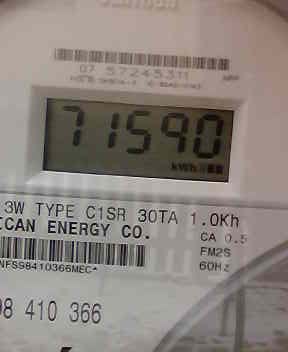 07 57245311
71590
kWh
3W TYPE C1SR 30TA 1.0Kh
ICAN ENERGY CO.
CA 0.5
FM2S
60Hz
NFS98410366MEC*
98 410 366